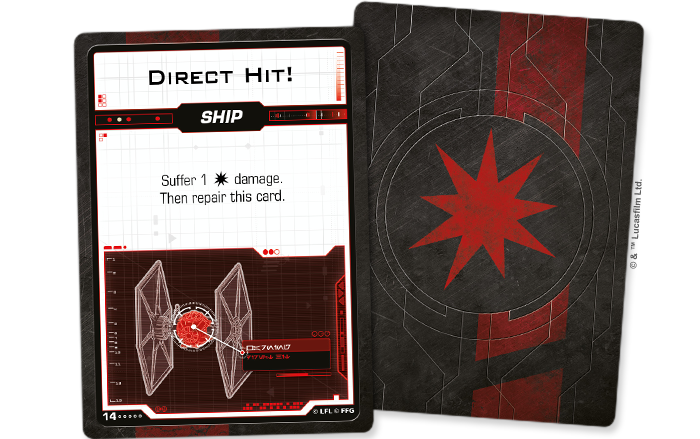 DIRECT HIT!
SHIP
Suffer 1 damage.
Then repair this card.
14
© LFL © FFG
© & ™ Lucasfilm Ltd.